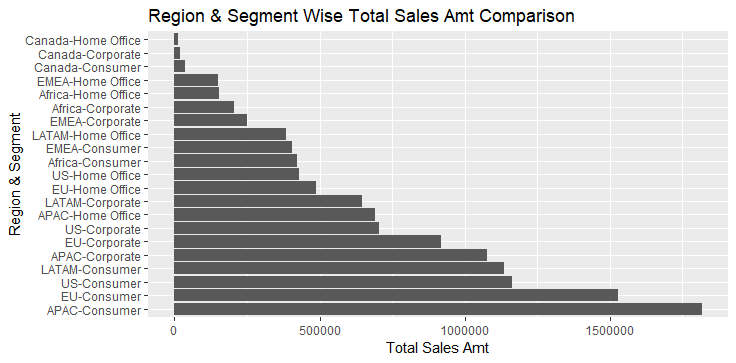 Region & Segment Wise Total Sales Amt Comparison
Region & Segment
Canada-Home Office
Canada-Corporate
Canada-Consumer
EMEA-Home Office
Africa-Home Office
Africa-Corporate
EMEA-Corporate
LATAM-Home Office
EMEA-Consumer
Africa-Consumer
US-Home Office
EU-Home Office
LATAM-Corporate
APAC-Home Office
US-Corporate
EU-Corporate
APAC-Corporate
LATAM-Consumer
US-Consumer
EU-Consumer
APAC-Consumer
0 500000 1000000 1500000
Total Sales Amt